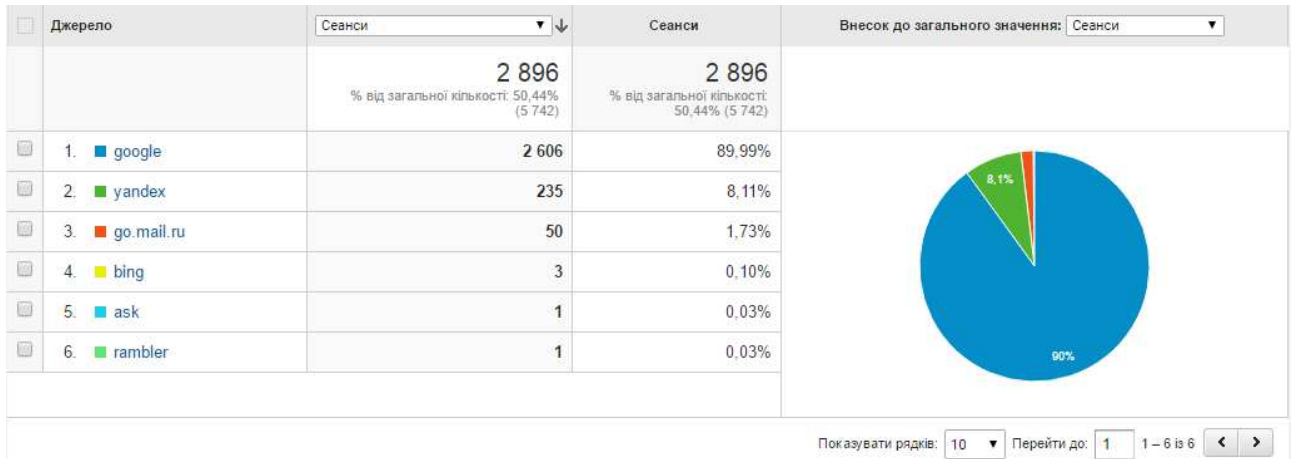 Джерело Сеанси Сеанси Внесок до загального значення: Сеанси
2 896 2 896
% від загальної кількості: 50,44% (5 742) % від загальної кількості: 50,44% (5 742)
1. google 2 606 89,99%
2. yandex 235 8,11%
3. go.mail.ru 50 1,73%
4. bing 3 0,10%
5. ask 1 0,03%
6. rambler 1 0,03%
8,1%
90%
Показувати рядків: 10 Перейти до: 1 1 – 6 із 6